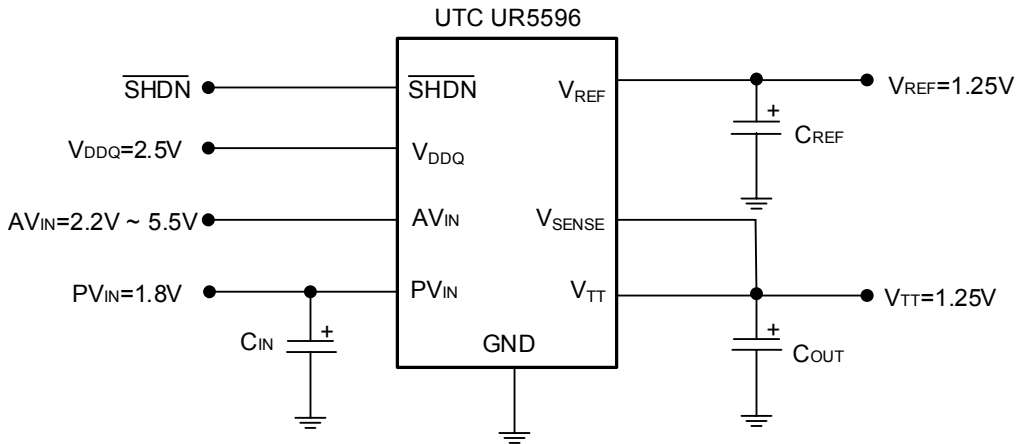 UTC UR5596
SHDN
SHDN
VREF
VREF=1.25V
CREF
VDDQ=2.5V
VDDQ
AVIN=2.2V ~ 5.5V
AVIN
VSENSE
PVIN=1.8V
PVIN
VTT
VTT=1.25V
CIN
GND
COUT
+
+
+